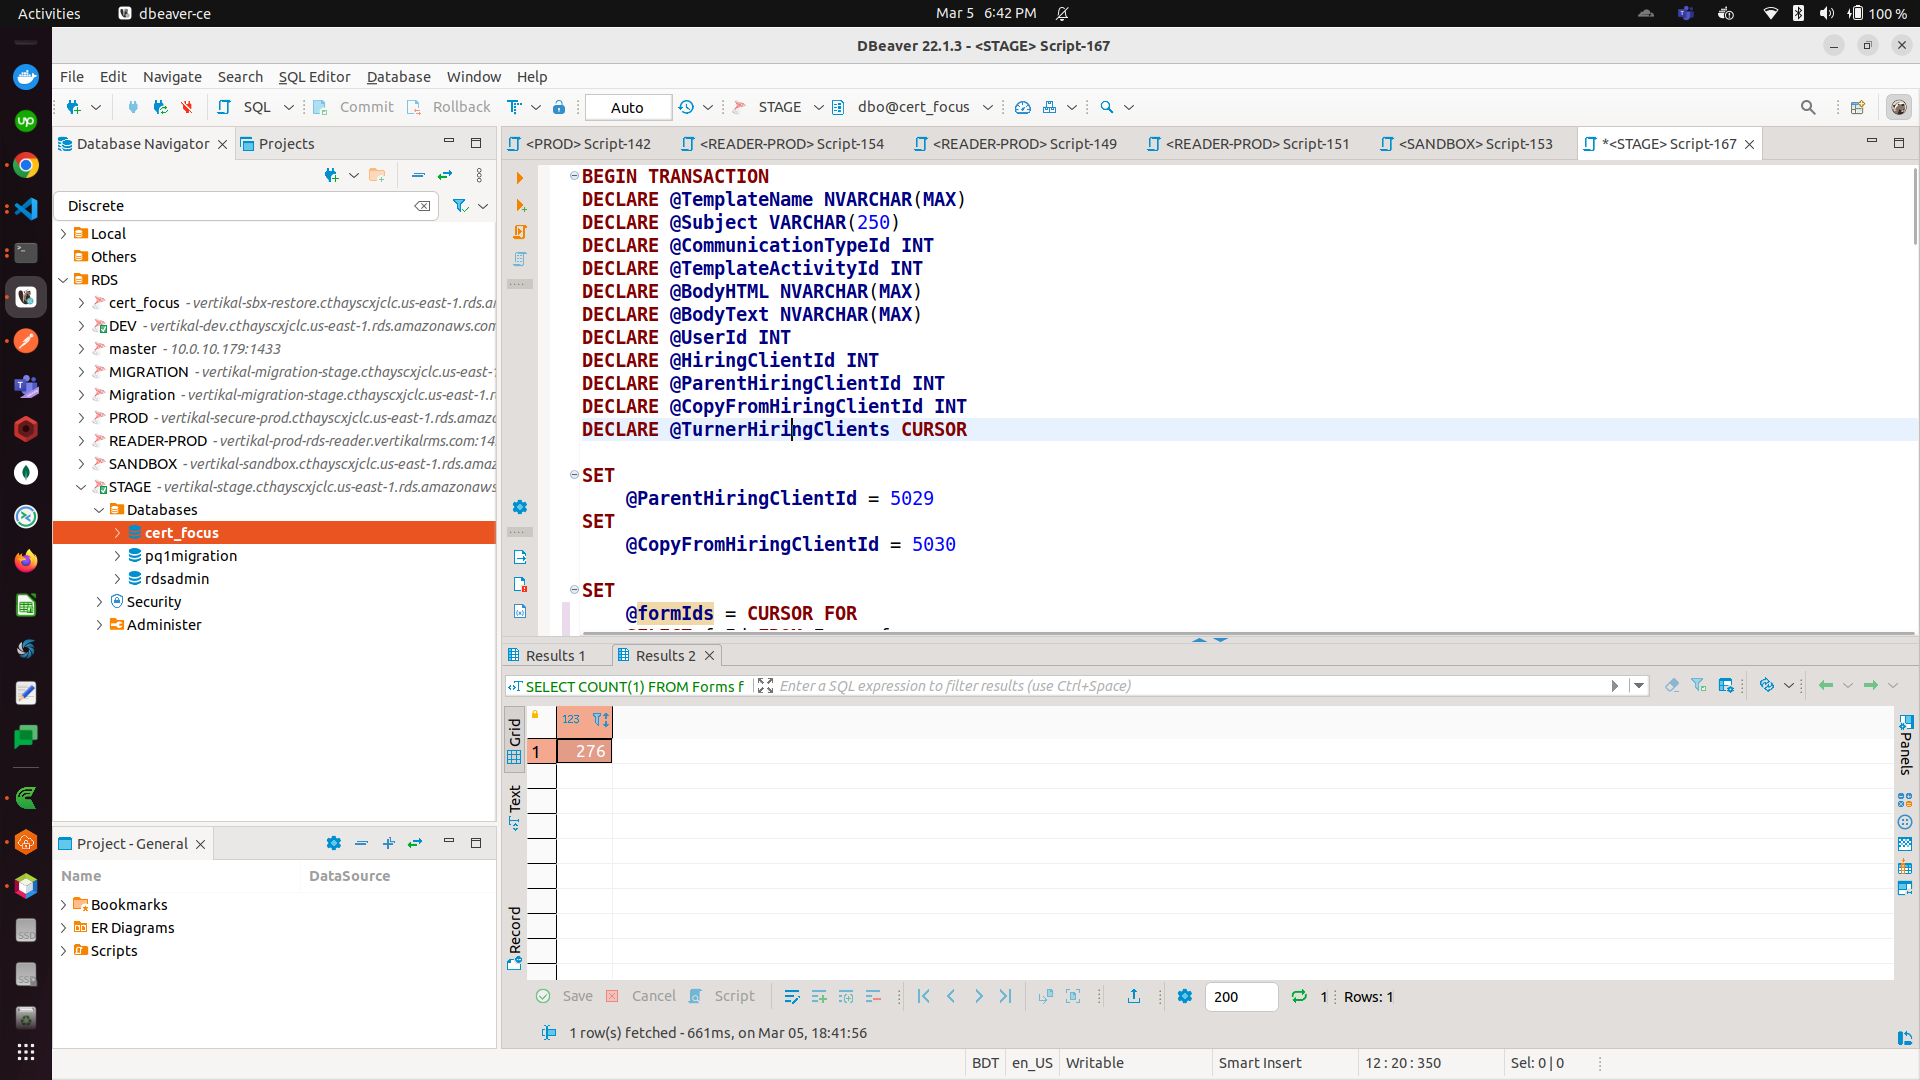 Activities
dbeaver-ce
Mar 5 6:42 PM
100 %
DBeaver 22.1.3 - <STAGE> Script-167
File Edit Navigate Search SQL Editor Database Window Help
SQL Commit Rollback Auto STAGE dbo@cert_focus
Database Navigator Projects
Discrete
Local
Others
RDS
cert_focus - vertikal-sbx-restore.cthayscxjclc.us-east-1.rds.a
DEV - vertikal-dev.cthayscxjclc.us-east-1.rds.amazonaws.com
master - 10.0.10.179:1433
MIGRATION - vertikal-migration-stage.cthayscxjclc.us-east-
Migration - vertikal-migration-stage.cthayscxjclc.us-east-1.r
PROD - vertikal-secure-prod.cthayscxjclc.us-east-1.rds.amazo
READER-PROD - vertikal-prod-rds-reader.vertikalrms.com:14
SANDBOX - vertikal-sandbox.cthayscxjclc.us-east-1.rds.amaz
STAGE - vertikal-stage.cthayscxjclc.us-east-1.rds.amazonaws
Databases
cert_focus
pq1migration
rdsadmin
Security
Administer
Project - General
Name DataSource
Bookmarks
ER Diagrams
Scripts
<PROD> Script-142 <READER-PROD> Script-154 <READER-PROD> Script-149 <READER-PROD> Script-151 <SANDBOX> Script-153 *<STAGE> Script-167
BEGIN TRANSACTION
DECLARE @TemplateName NVARCHAR(MAX)
DECLARE @Subject VARCHAR(250)
DECLARE @CommunicationTypeId INT
DECLARE @TemplateActivityId INT
DECLARE @BodyHTML NVARCHAR(MAX)
DECLARE @BodyText NVARCHAR(MAX)
DECLARE @UserId INT
DECLARE @HiringClientId INT
DECLARE @ParentHiringClientId INT
DECLARE @CopyFromHiringClientId INT
DECLARE @TurnerHiringClients CURSOR
SET
@ParentHiringClientId = 5029
SET
@CopyFromHiringClientId = 5030
SET
@formIds = CURSOR FOR
Results 1 Results 2
SELECT COUNT(1) FROM Forms f Enter a SQL expression to filter results (use Ctrl+Space)
Grid
Text
Record
123
1 276
Panels
Save Cancel Script 200 1 Rows: 1
1 row(s) fetched - 661ms, on Mar 05, 18:41:56
BDT en_US Writable Smart Insert 12 : 20 : 350 Sel: 0 | 0